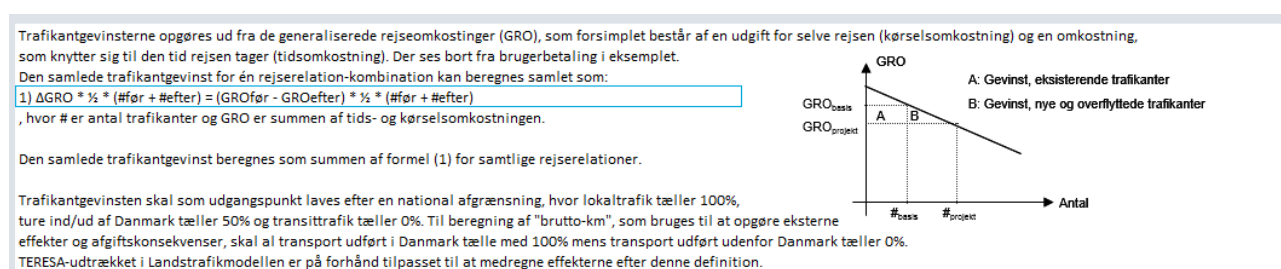 Trafikantgevinsterne opgøres ud fra de generaliserede rejseomkostinger (GRO), som forsimplet består af en udgift for selve rejsen (kørselsomkostning) og en omkostning,
som knytter sig til den tid rejsen tager (tidsomkostning). Der ses bort fra brugerbetaling i eksemplet.
Den samlede trafikantgevinst for én rejserelation-kombination kan beregnes samlet som:
1) ΔGRO * ½ * (#før + #efter) = (GROfør - GROefter) * ½ * (#før + #efter)
, hvor # er antal trafikanter og GRO er summen af tids- og kørselsomkostningen.
Den samlede trafikantgevinst beregnes som summen af formel (1) for samtlige rejserelationer.
Trafikantgevinsten skal som udgangspunkt laves efter en national afgrænsning, hvor lokaltrafik tæller 100%,
ture ind/ud af Danmark tæller 50% og transittrafik tæller 0%. Til beregning af "brutto-km", som bruges til at opgøre eksterne
effekter og afgiftskonsekvenser, skal al transport udført i Danmark tælle med 100% mens transport udført udenfor Danmark tæller 0%.
TERESA-udtrækket i Landstrafikmodellen er på forhånd tilpasset til at medregne effekterne efter denne definition.
GRO
A: Gevinst, eksisterende trafikanter
B: Gevinst, nye og overflyttede trafikanter
GRO basis
A B
GRO projekt
Antal
# basis # projekt